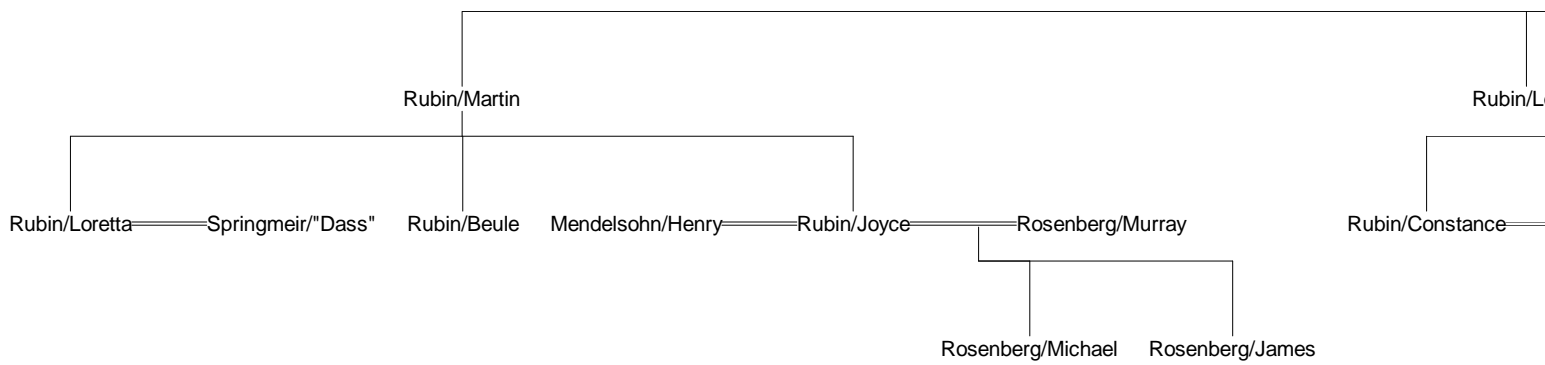 Rubin/Martin
Rubin/Loretta Springmeir/"Dass" Rubin/Beule Mendelsohn/Henry Rubin/Joyce Rosenberg/Murray Rubin/Constance
Rosenberg/Michael Rosenberg/James